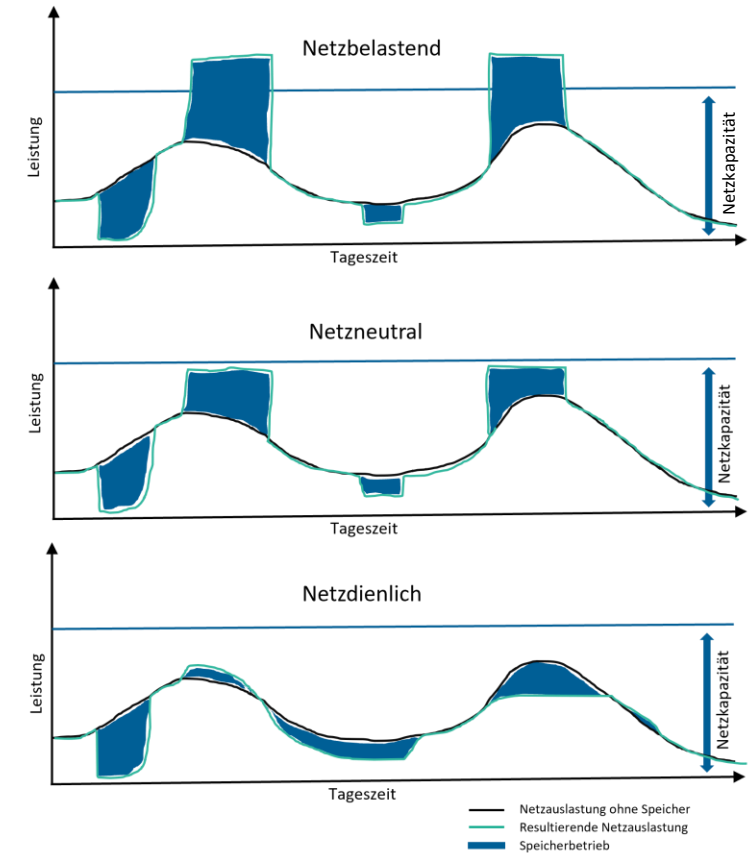 Netzbelastend
Leistung
Netzkapazität
Tageszeit
Netzneutral
Leistung
Netzkapazität
Tageszeit
Netzdienlich
Leistung
Netzkapazität
Tageszeit
Netzauslastung ohne Speicher
Resultierende Netzauslastung
Speicherbetrieb